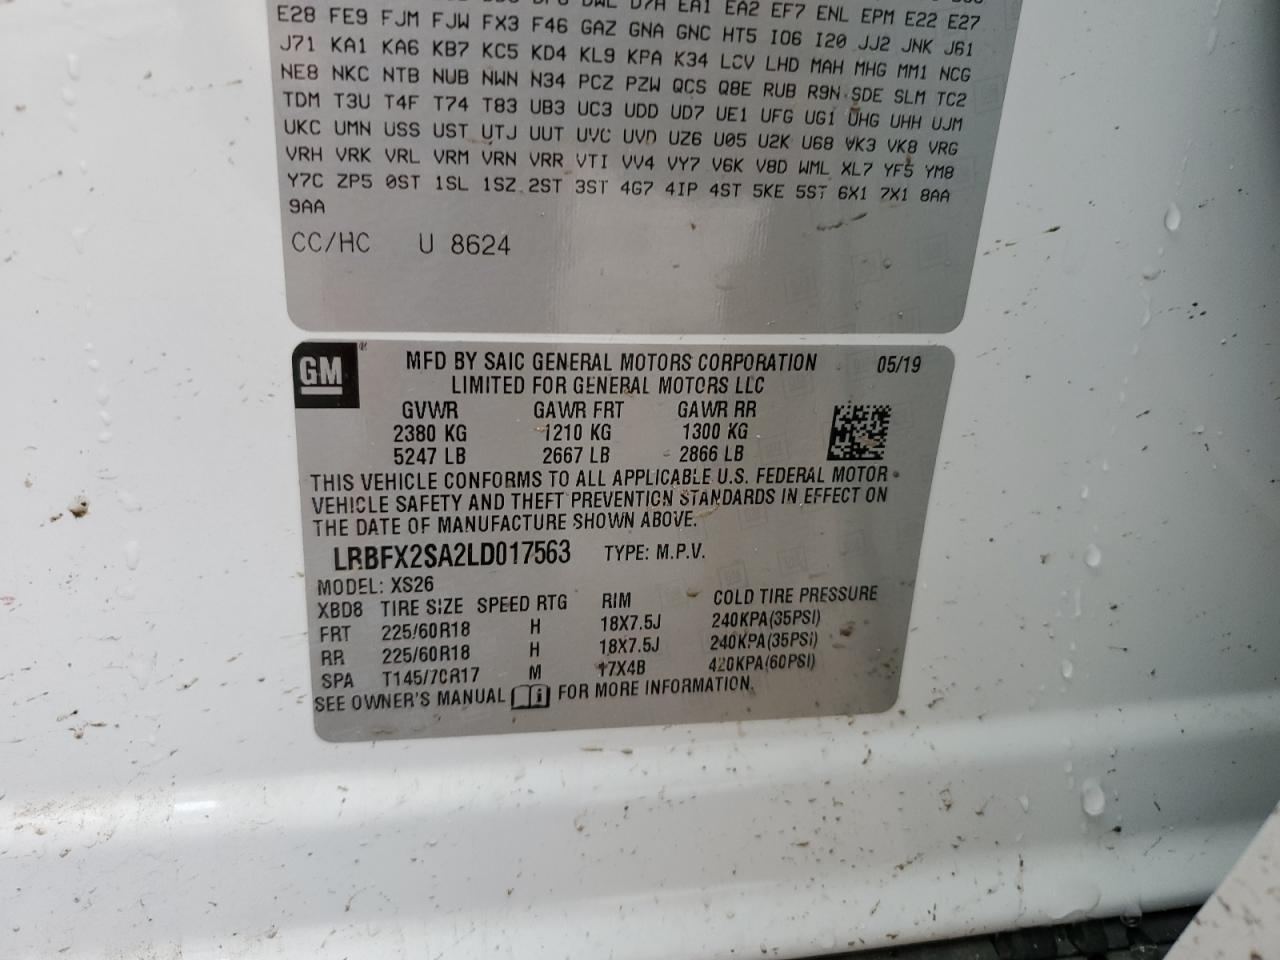 D7A EA1 EA2 EF7 ENL EPM E22 E27
E28 FE9 FJM FJW FX3 F46 GAZ GNA GNC HT5 IO6 I20 JJ2 JNK J61
J71 KA1 KA6 KB7 KC5 KD4 KL9 KPA K34 LCV LHD MAH MHG MM1 NCG
NE8 NKC NTB NUB NWN N34 PCZ PZW QCS Q8E RUB R9N SDE SLM TC2
TDM T3U T4F T74 T83 UB3 UC3 UDD UD7 UE1 UFG UG1 UHG UHH UJM
UKC UMN USS UST UTJ UUT UVC UVD UZ6 U05 U2K U68 VK3 VK8 VRG
VRH VRK VRL VRM VRN VRR VTI VV4 VY7 V6K V8D WML XL7 YF5 YM8
Y7C ZP5 0ST 1SL 1SZ 2ST 3ST 4G7 4IP 4ST 5KE 5ST 6X1 7X1 8AA
9AA
CC/HC U 8624
GM®
MFD BY SAIC GENERAL MOTORS CORPORATION 05/19
LIMITED FOR GENERAL MOTORS LLC
GVWR GAWR FRT GAWR RR
2380 KG 1210 KG 1300 KG
5247 LB 2667 LB 2866 LB
THIS VEHICLE CONFORMS TO ALL APPLICABLE U.S. FEDERAL MOTOR
VEHICLE SAFETY AND THEFT PREVENTION STANDARDS IN EFFECT ON
THE DATE OF MANUFACTURE SHOWN ABOVE.
LRBFX2SA2LD017563 TYPE: M.P.V.
MODEL: XS26
XBD8 TIRE SIZE SPEED RTG RIM COLD TIRE PRESSURE
FRT 225/60R18 H 18X7.5J 240KPA(35PSI)
RR 225/60R18 H 18X7.5J 240KPA(35PSI)
SPA T145/70R17 M 17X4B 420KPA(60PSI)
SEE OWNER'S MANUAL FOR MORE INFORMATION.